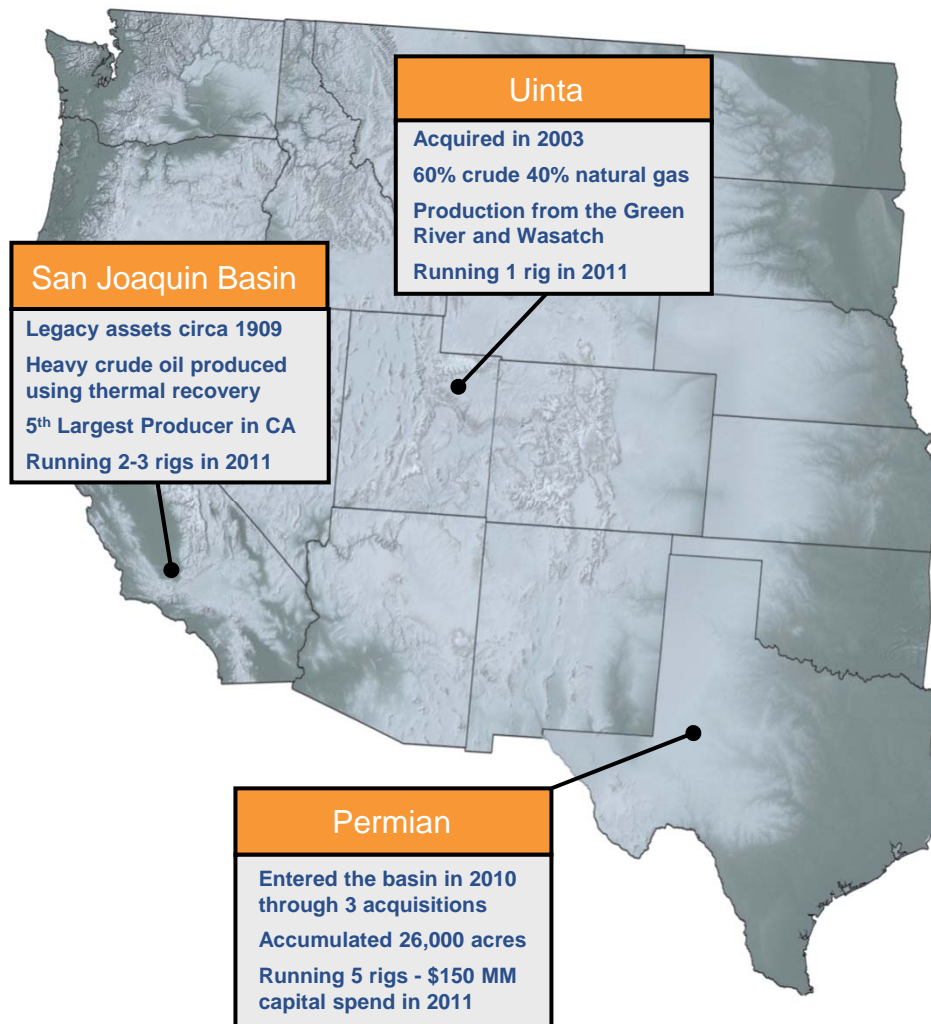 Uinta
Acquired in 2003
60% crude 40% natural gas
Production from the Green
River and Wasatch
Running 1 rig in 2011
San Joaquin Basin
Legacy assets circa 1909
Heavy crude oil produced
using thermal recovery
5th Largest Producer in CA
Running 2-3 rigs in 2011
Permian
Entered the basin in 2010
through 3 acquisitions
Accumulated 26,000 acres
Running 5 rigs - $150 MM
capital spend in 2011